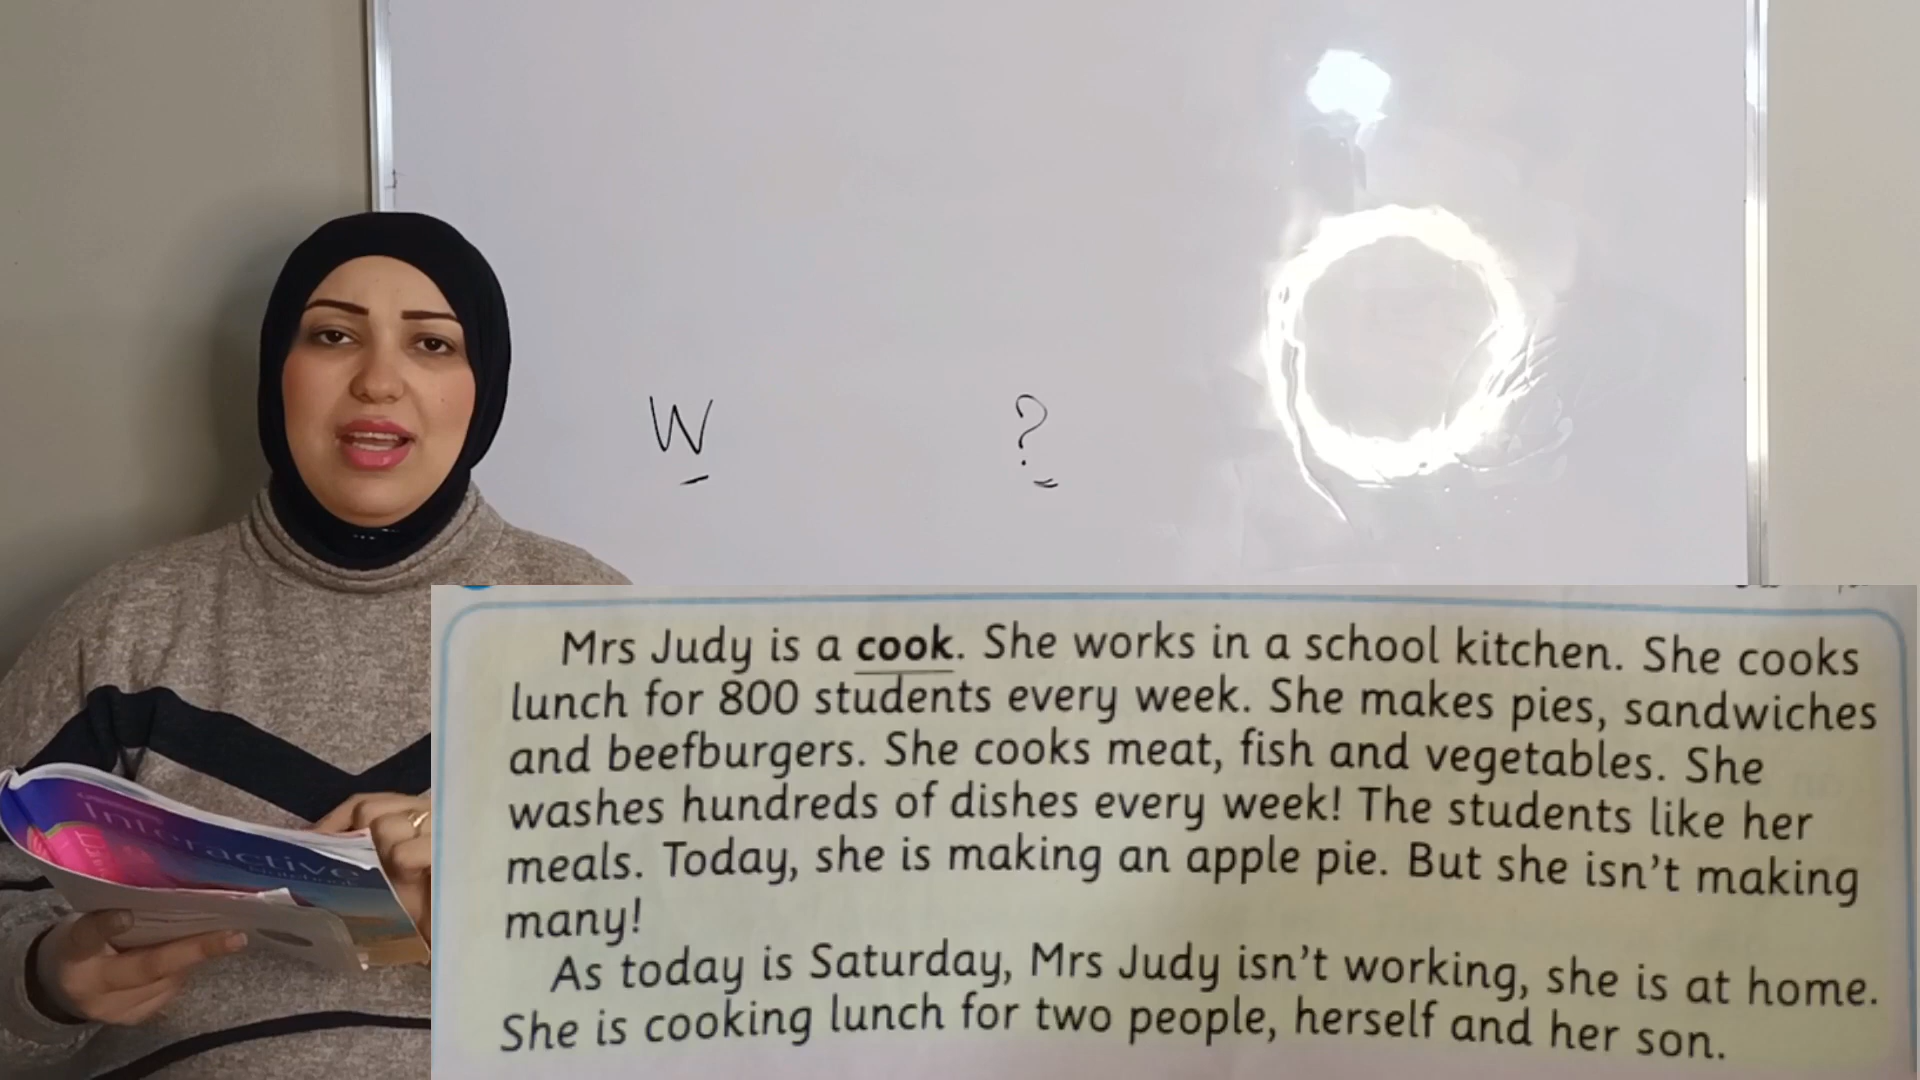 W ?
Interactive
Mrs Judy is a cook. She works in a school kitchen. She cooks
lunch for 800 students every week. She makes pies, sandwiches
and beefburgers. She cooks meat, fish and vegetables. She
washes hundreds of dishes every week! The students like her
meals. Today, she is making an apple pie. But she isn't making
many!
As today is Saturday, Mrs Judy isn't working, she is at home.
She is cooking lunch for two people, herself and her son.